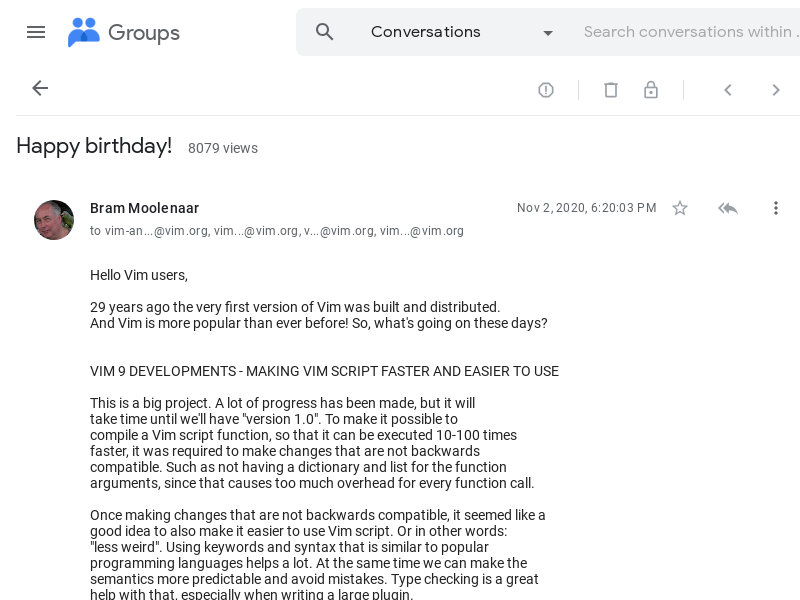 Groups
Conversations
Search conversations within .
Happy birthday!
8079 views
Bram Moolenaar
Nov 2, 2020, 6:20:03 PM
to vim-an...@vim.org, vim...@vim.org, v...@vim.org, vim...@vim.org
Hello Vim users,
29 years ago the very first version of Vim was built and distributed.
And Vim is more popular than ever before! So, what's going on these days?
VIM 9 DEVELOPMENTS - MAKING VIM SCRIPT FASTER AND EASIER TO USE
This is a big project. A lot of progress has been made, but it will
take time until we'll have "version 1.0". To make it possible to
compile a Vim script function, so that it can be executed 10-100 times
faster, it was required to make changes that are not backwards
compatible. Such as not having a dictionary and list for the function
arguments, since that causes too much overhead for every function call.
Once making changes that are not backwards compatible, it seemed like a
good idea to also make it easier to use Vim script. Or in other words:
"less weird". Using keywords and syntax that is similar to popular
programming languages helps a lot. At the same time we can make the
semantics more predictable and avoid mistakes. Type checking is a great
help with that, especially when writing a large plugin.